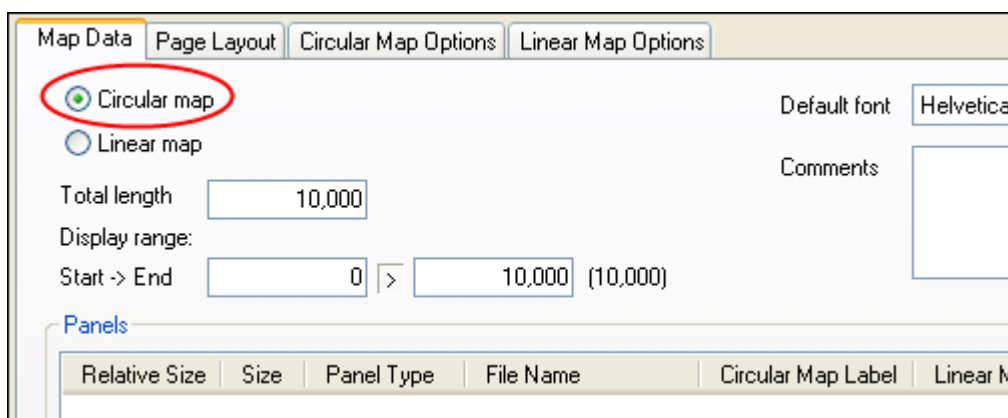 Map Data Page Layout Circular Map Options Linear Map Options
Circular map
Linear map
Default font Helvetica
Comments
Total length 10,000
Display range:
Start -> End 0 > 10,000 (10,000)
Panels
Relative Size Size Panel Type File Name Circular Map Label Linear